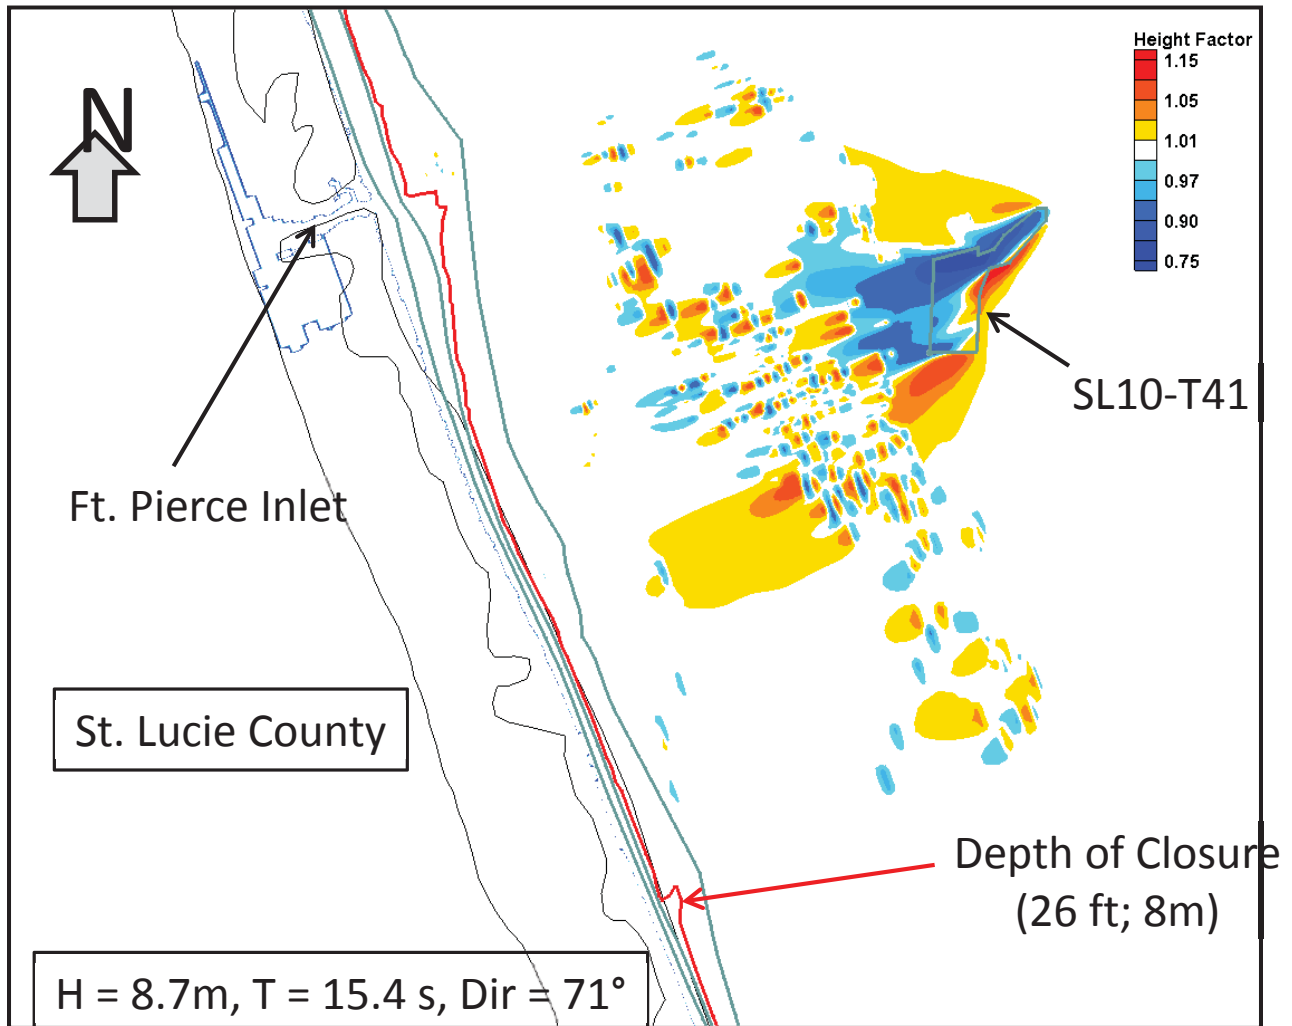 N
Height Factor
1.15
1.05
1.01
0.97
0.90
0.75
SL10-T41
Ft. Pierce Inlet
St. Lucie County
Depth of Closure
(26 ft; 8m)
H = 8.7m, T = 15.4 s, Dir = 71°